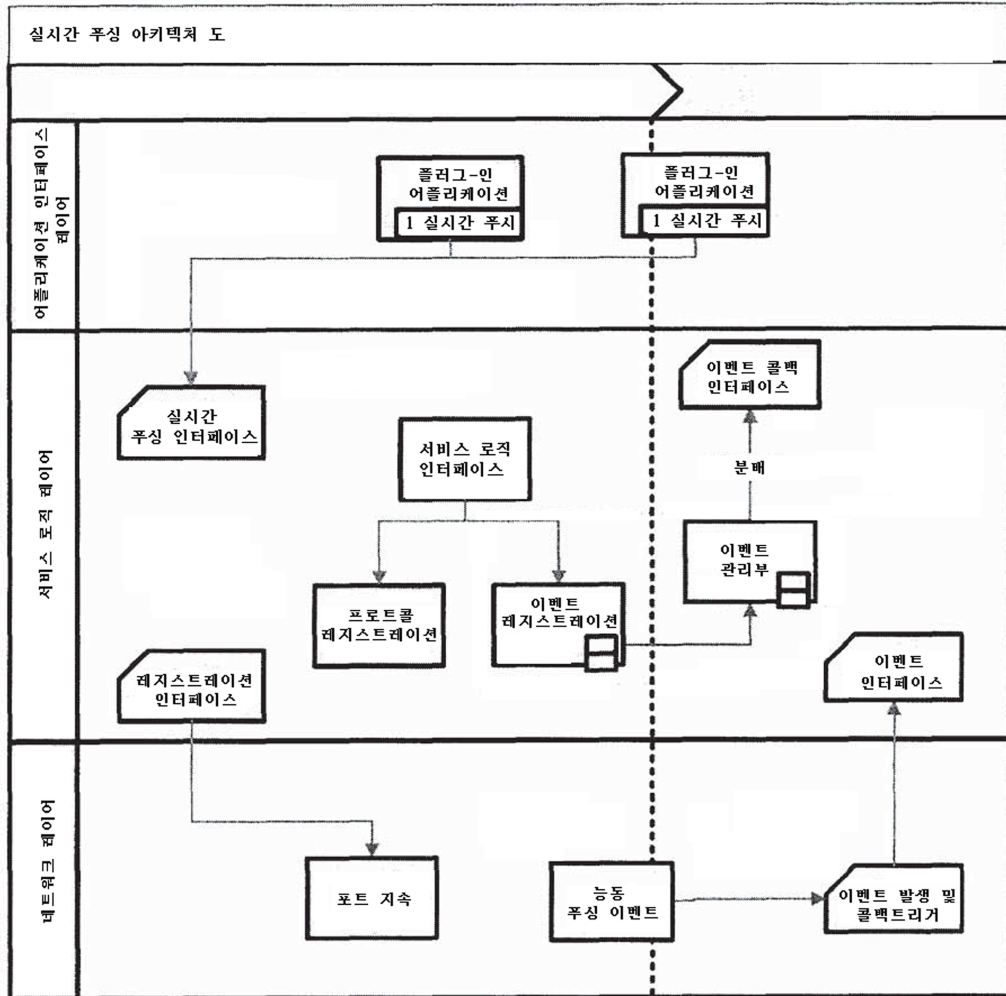 실시간 푸싱 아키텍처 도
어플리케이션 인터페이스
레이어
플러그-인
어플리케이션
1 실시간 푸시
플러그-인
어플리케이션
1 실시간 푸시
서비스 로직 레이어
이벤트 콜백
인터페이스
실시간
푸싱 인터페이스
서비스 로직
인터페이스
분배
이벤트
관리부
프로트콜
레지스트레이션
이벤트
레지스트레이션
레지스트레이션
인터페이스
이벤트
인터페이스
네트워크 레이어
포트 지속
능동
푸싱 이벤트
이벤트 발생 및
콜백트리거